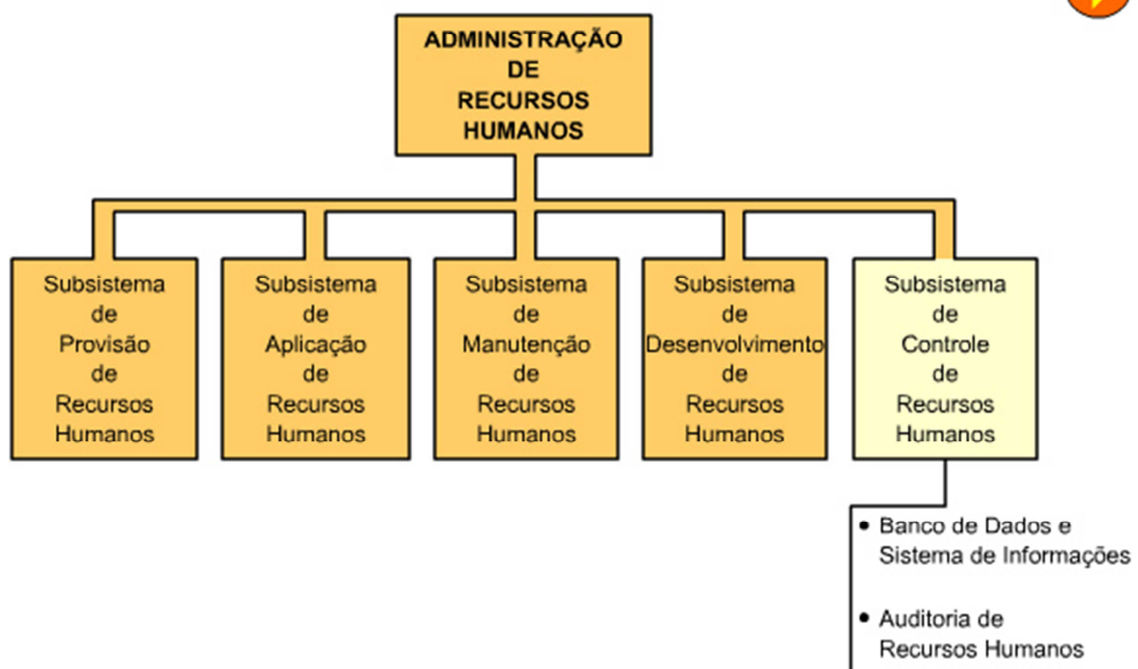 ADMINISTRAÇÃO
DE
RECURSOS
HUMANOS
Subsistema
de
Provisão
de
Recursos
Humanos
Subsistema
de
Aplicação
de
Recursos
Humanos
Subsistema
de
Manutenção
de
Recursos
Humanos
Subsistema
de
Desenvolvimento
de
Recursos
Humanos
Subsistema
de
Controle
de
Recursos
Humanos
• Banco de Dados e
Sistema de Informações
• Auditoria de
Recursos Humanos